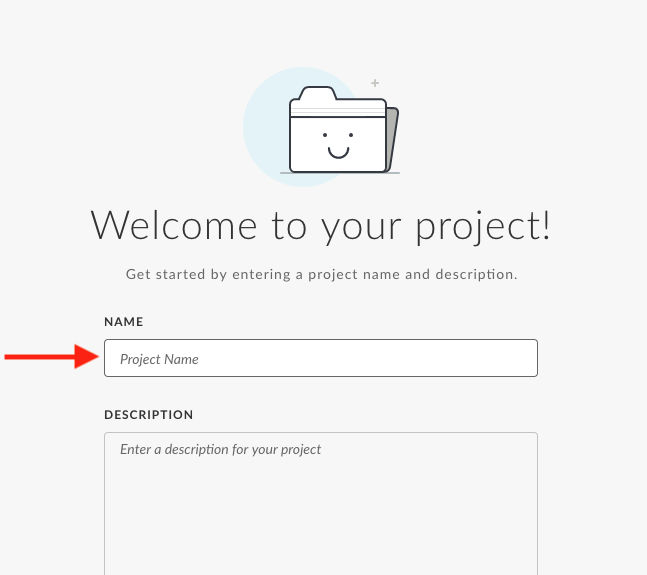 Welcome to your project!
Get started by entering a project name and description.
NAME
Project Name
DESCRIPTION
Enter a description for your project